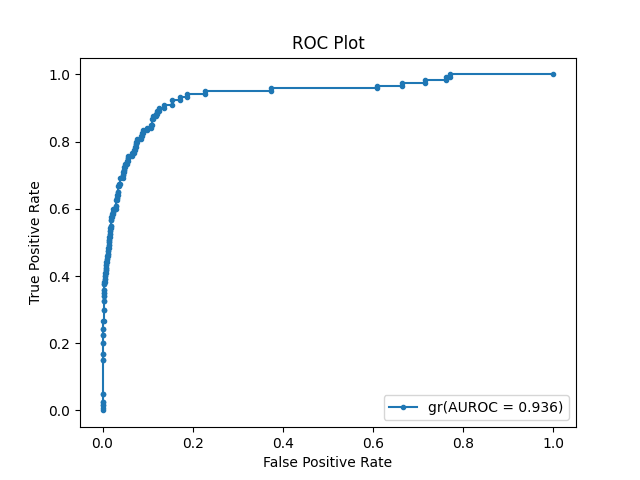 ROC Plot
True Positive Rate
1.0
0.8
0.6
0.4
0.2
0.0
gr(AUROC = 0.936)
0.0 0.2 0.4 0.6 0.8 1.0
False Positive Rate